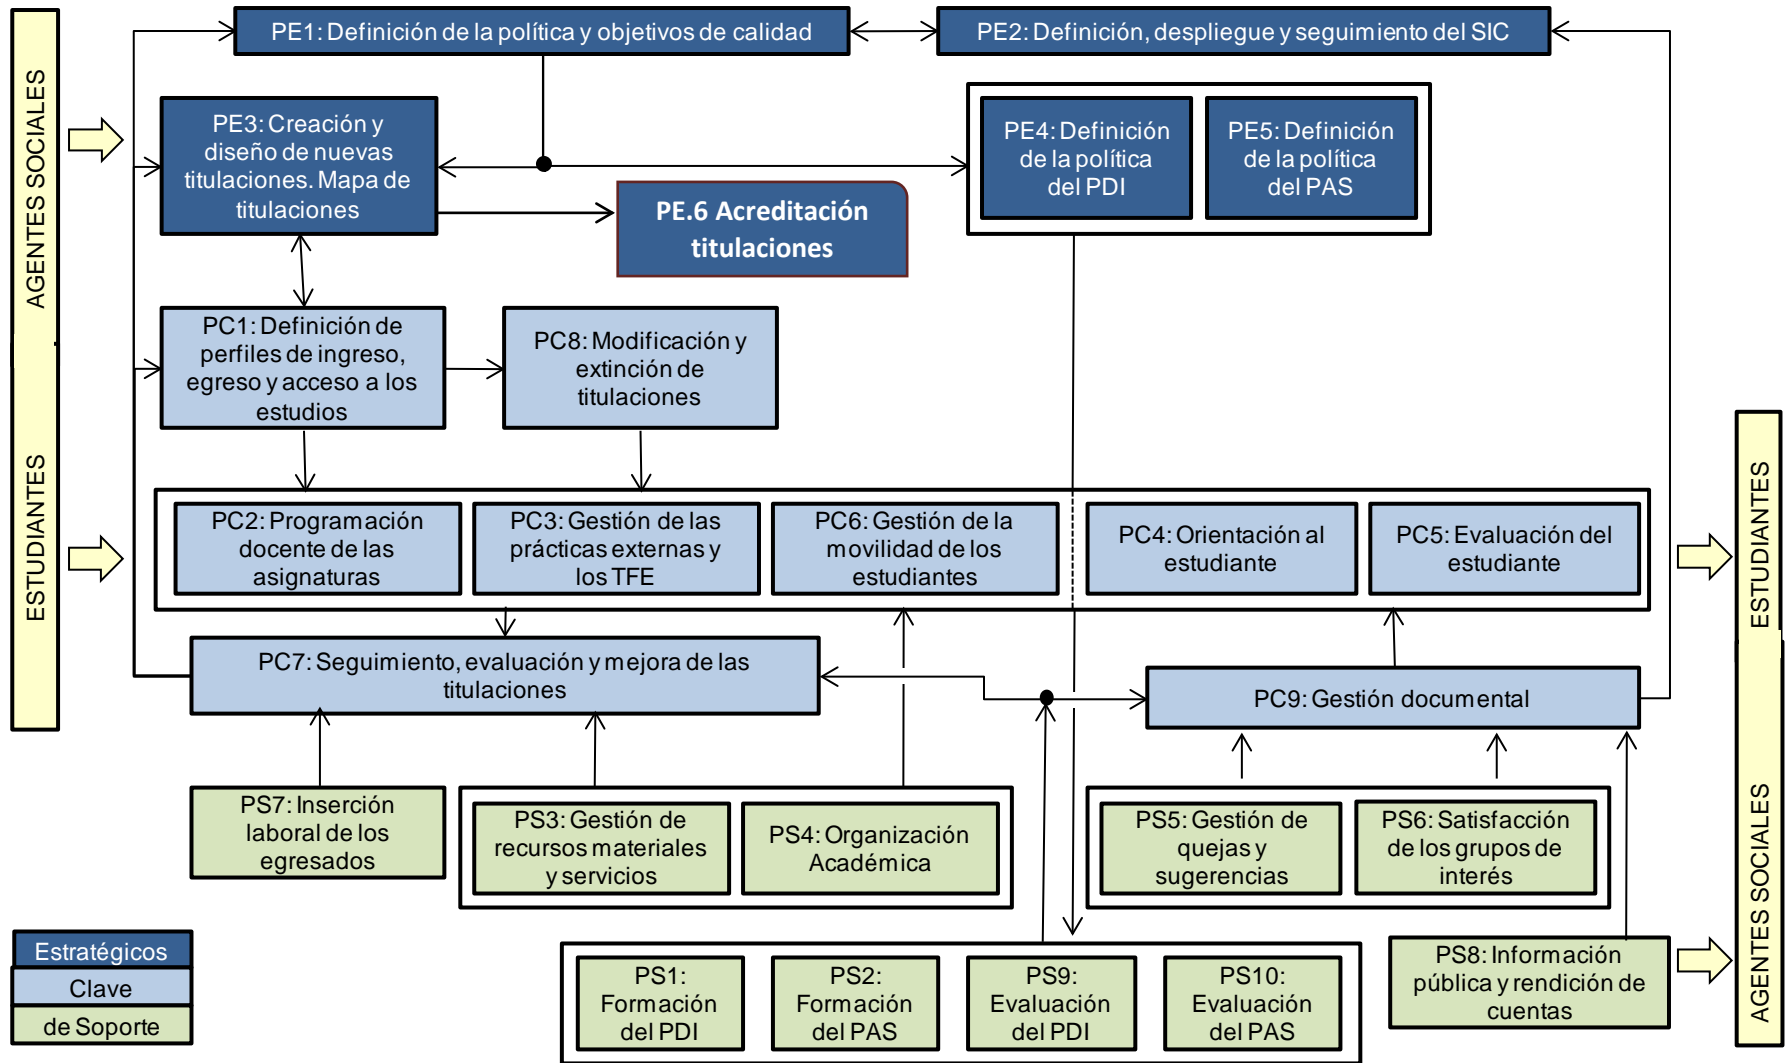 PE1: Definición de la política y objetivos de calidad
PE2: Definición, despliegue y seguimiento del SIC
AGENTES SOCIALES
PE3: Creación y
diseño de nuevas
titulaciones. Mapa de
titulaciones
PE4: Definición
de la política
del PDI
PE5: Definición
de la política
del PAS
PE.6 Acreditación
titulaciones
PC1: Definición de
perfiles de ingreso,
egreso y acceso a los
estudios
PC8: Modificación y
extinción de
titulaciones
ESTUDIANTES
PC2: Programación
docente de las
asignaturas
PC3: Gestión de las
prácticas externas y
los TFE
PC6: Gestión de la
movilidad de los
estudiantes
PC4: Orientación al
estudiante
PC5: Evaluación del
estudiante
ESTUDIANTES
PC7: Seguimiento, evaluación y mejora de las
titulaciones
PC9: Gestión documental
PS7: Inserción
laboral de los
egresados
PS3: Gestión de
recursos materiales
y servicios
PS4: Organización
Académica
PS5: Gestión de
quejas y
sugerencias
PS6: Satisfacción
de los grupos de
interés
AGENTES SOCIALES
Estratégicos
Clave
de Soporte
PS1:
Formación
del PDI
PS2:
Formación
del PAS
PS9:
Evaluación
del PDI
PS10:
Evaluación
del PAS
PS8: Información
pública y rendición de
cuentas